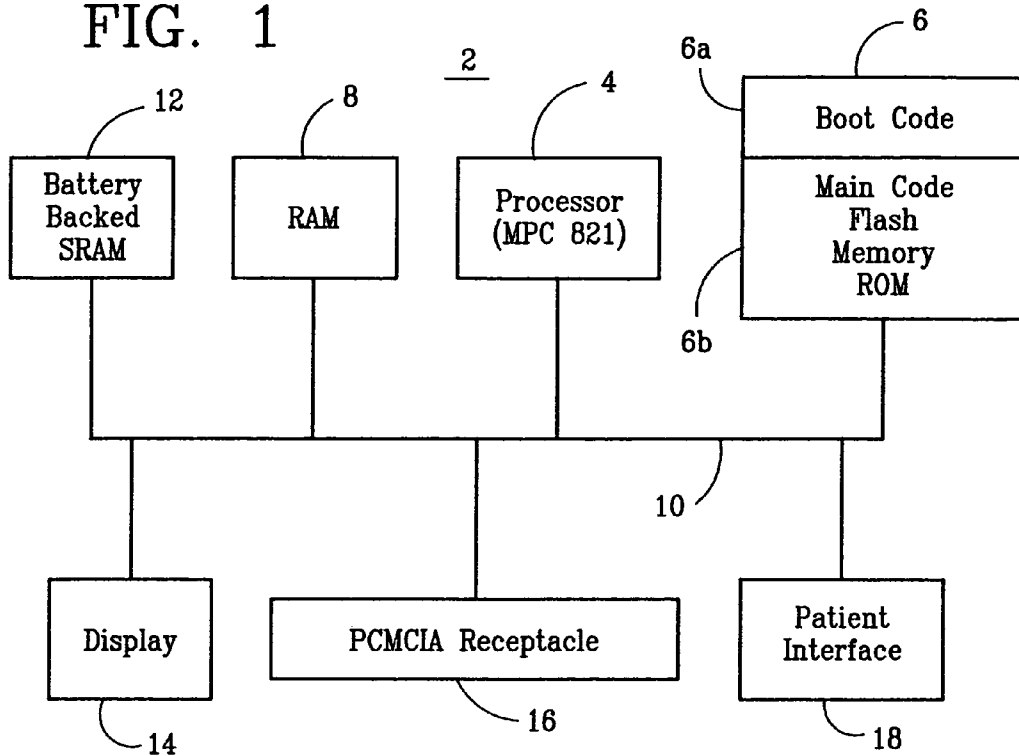 FIG. 1
2
6
6a
Boot Code
12
8
4
Battery
Backed
SRAM
RAM
Processor
(MPC 821)
Main Code
Flash
Memory
ROM
6b
10
Display
PCMCIA Receptacle
Patient
Interface
14
16
18